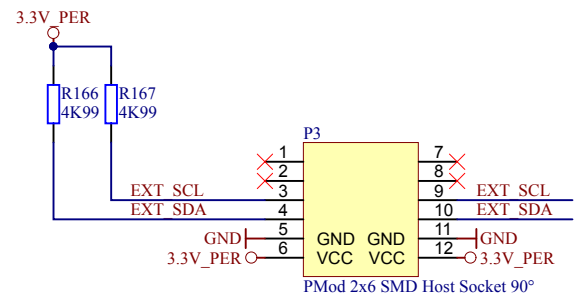 3.3V_PER
R166
4K99
R167
4K99
P3
1
2
3
4
5
6
7
8
9
10
11
12
EXT_SCL
EXT_SDA
GND
3.3V_PER
GND GND
VCC VCC
EXT_SCL
EXT_SDA
GND
3.3V_PER
PMod 2x6 SMD Host Socket 90°